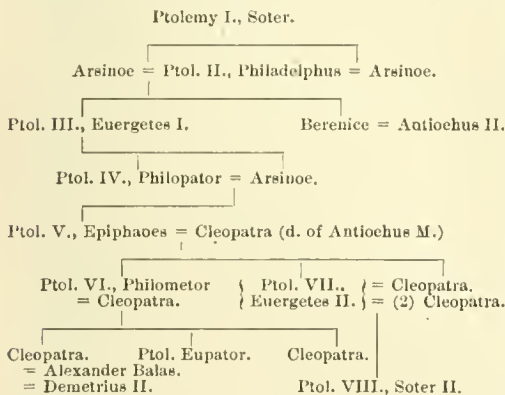 Ptolemy I., Soter.
Arsinoe = Ptol. II., Philadelphus = Arsinoe.
Ptol. III., Euergetes I. Berenice = Antiochus II.
Ptol. IV., Philopator = Arsinoe.
Ptol. V., Epiphanes = Cleopatra (d. of Antiochus M.)
Ptol. VI., Philometor { Ptol. VII., } = Cleopatra.
= Cleopatra. { Euergetes II. } = (2) Cleopatra.
Cleopatra. Ptol. Eupator. Cleopatra.
= Alexander Balas.
= Demetrius II. Ptol. VIII., Soter II.